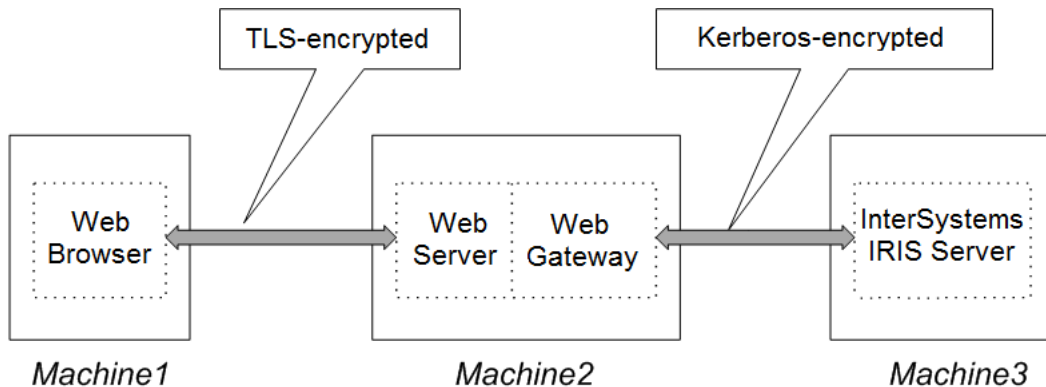 TLS-encrypted
Kerberos-encrypted
Web
Browser
Web
Server
Web
Gateway
InterSystems
IRIS Server
Machine1
Machine2
Machine3